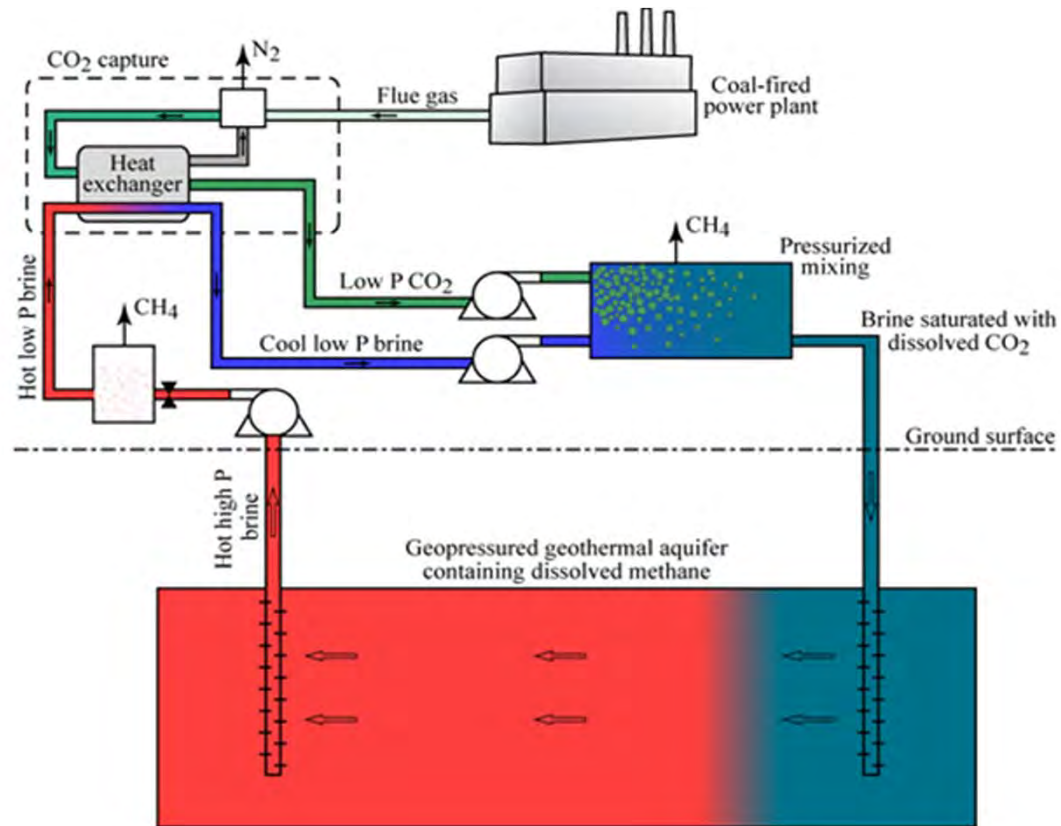 CO2 capture
N2
Flue gas
Coal-fired
power plant
Heat
exchanger
CH4
Pressurized
mixing
Low P CO2
Hot low P brine
CH4
Cool low P brine
Brine saturated with
dissolved CO2
Ground surface
Hot high P
brine
Geopressured geothermal aquifer
containing dissolved methane